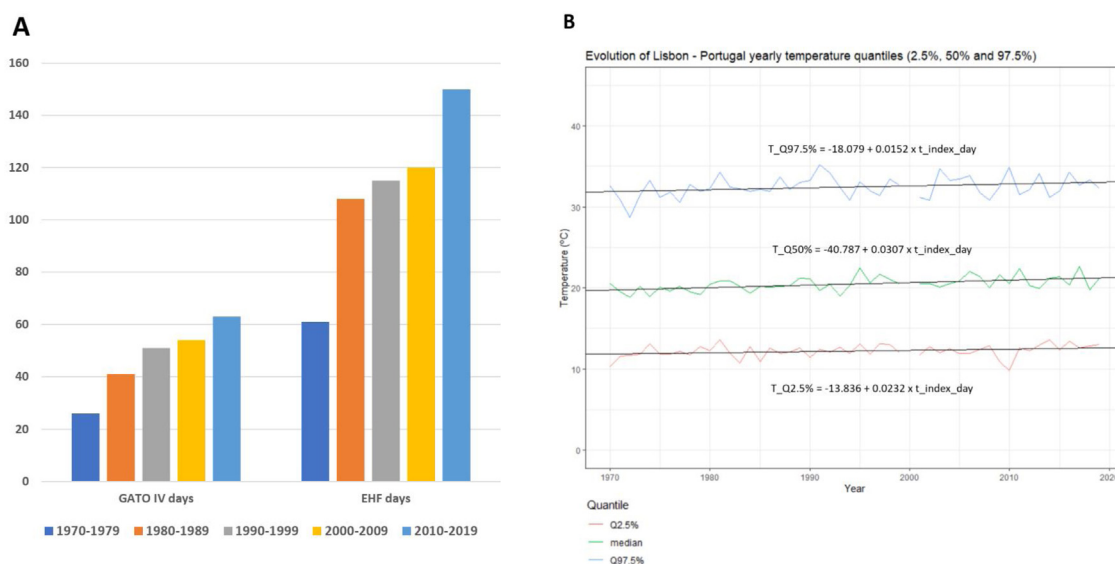 A
160
140
120
100
80
60
40
20
0
GATO IV days
EHF days
1970-1979 1980-1989 1990-1999 2000-2009 2010-2019
B
Evolution of Lisbon - Portugal yearly temperature quantiles (2.5%, 50% and 97.5%)
Temperature (ºC)
40
30
20
10
0
T_Q97.5% = -18.079 + 0.0152 x t_index_day
T_Q50% = -40.787 + 0.0307 x t_index_day
T_Q2.5% = -13.836 + 0.0232 x t_index_day
1970 1980 1990 2000 2010 2020
Year
Quantile
Q2.5%
median
Q97.5%